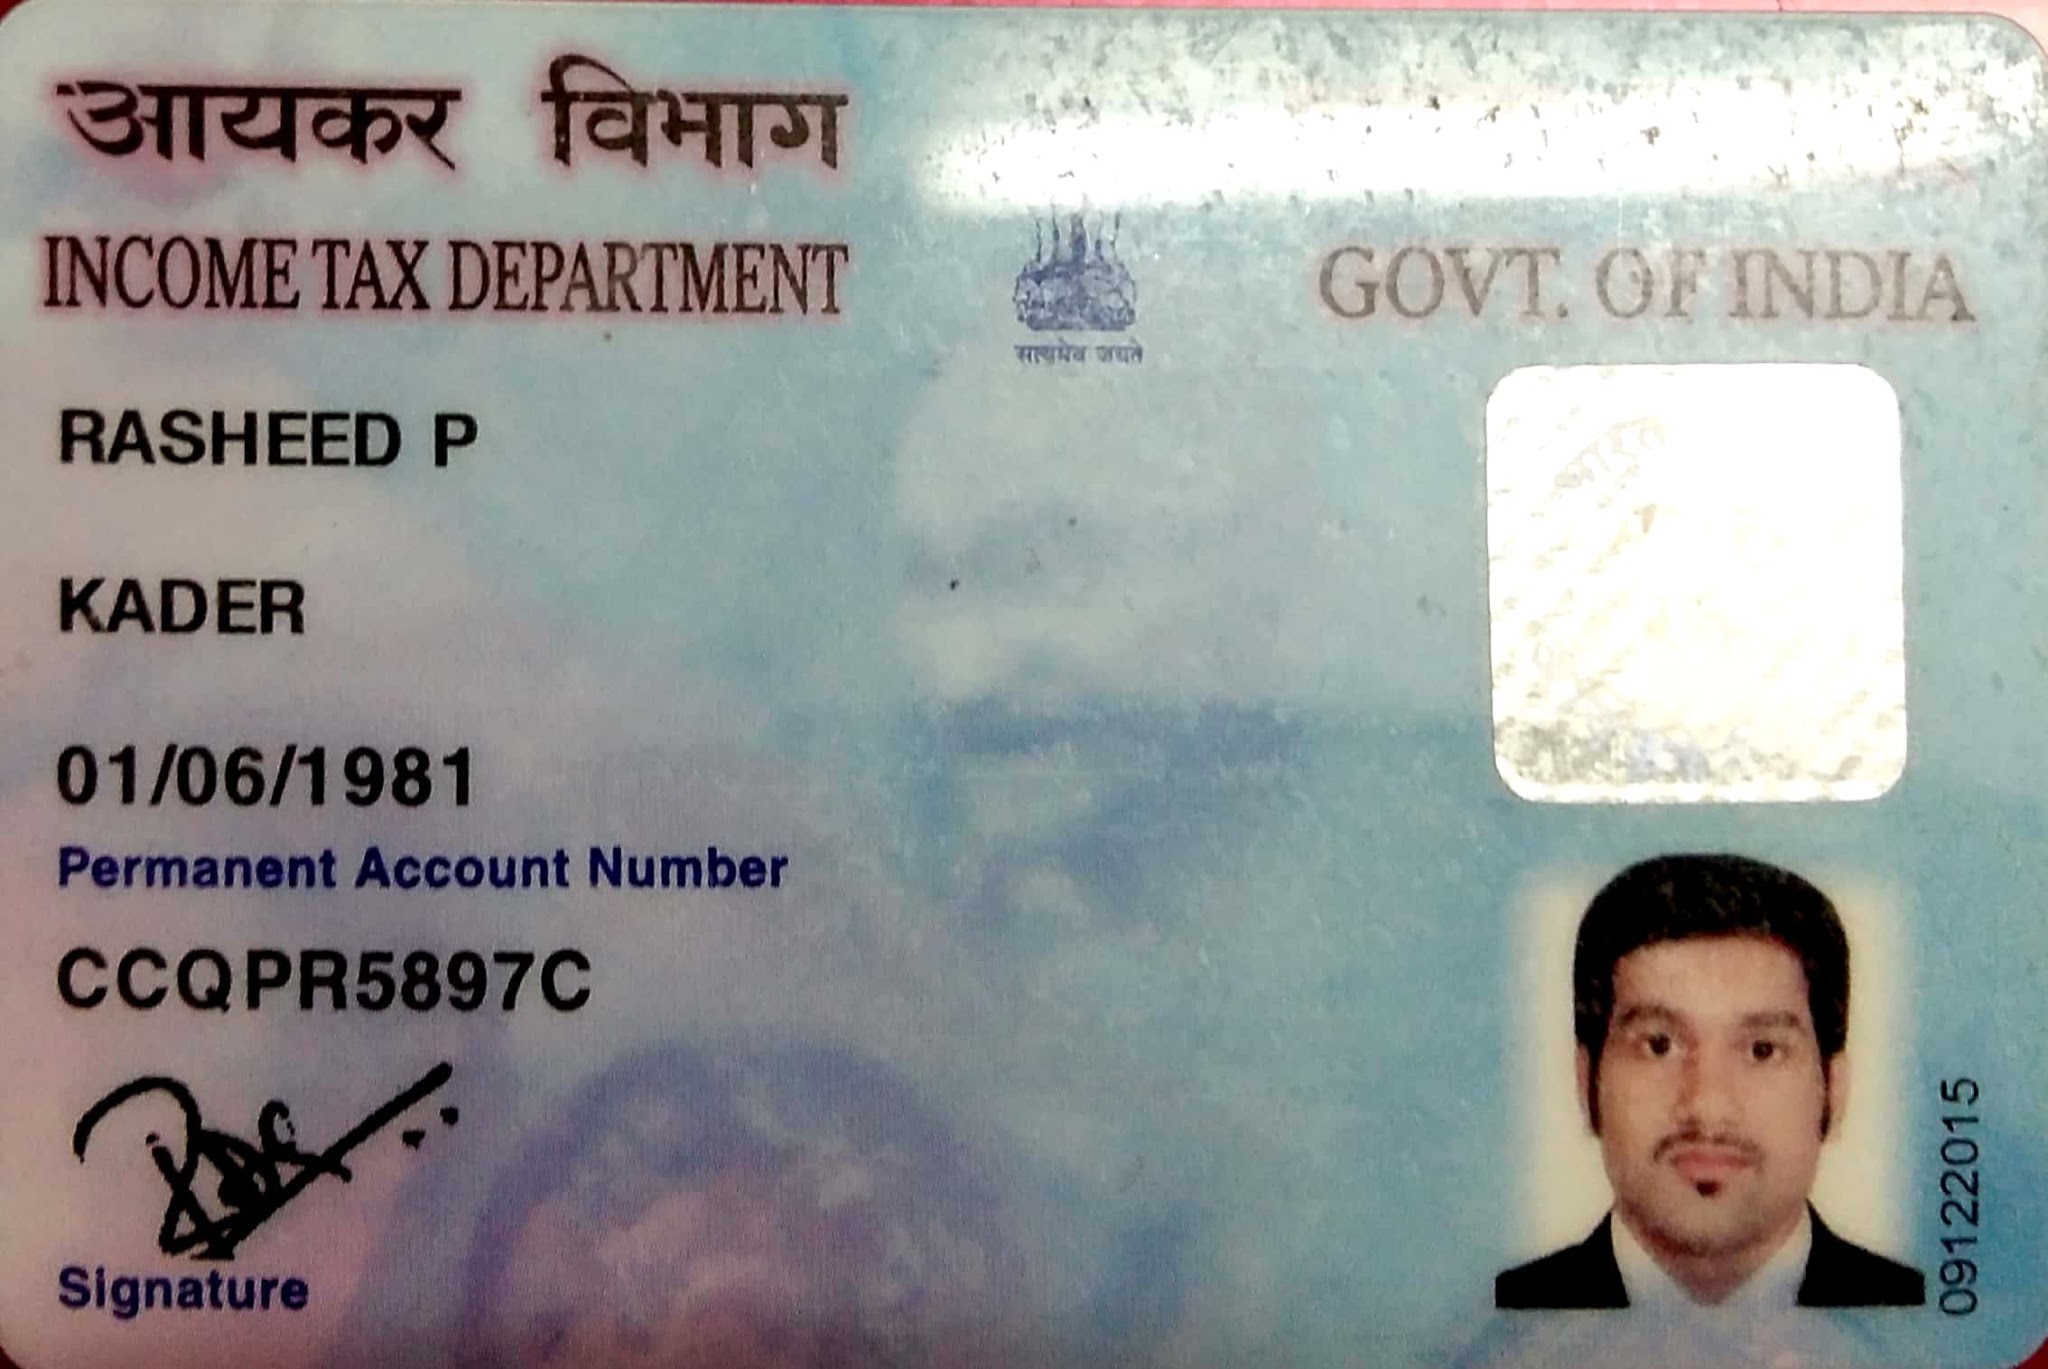 आयकर विभाग
INCOME TAX DEPARTMENT
GOVT. OF INDIA
सत्यमेव जयते
RASHEED P
KADER
01/06/1981
Permanent Account Number
CCQPR5897C
Signature
09122015